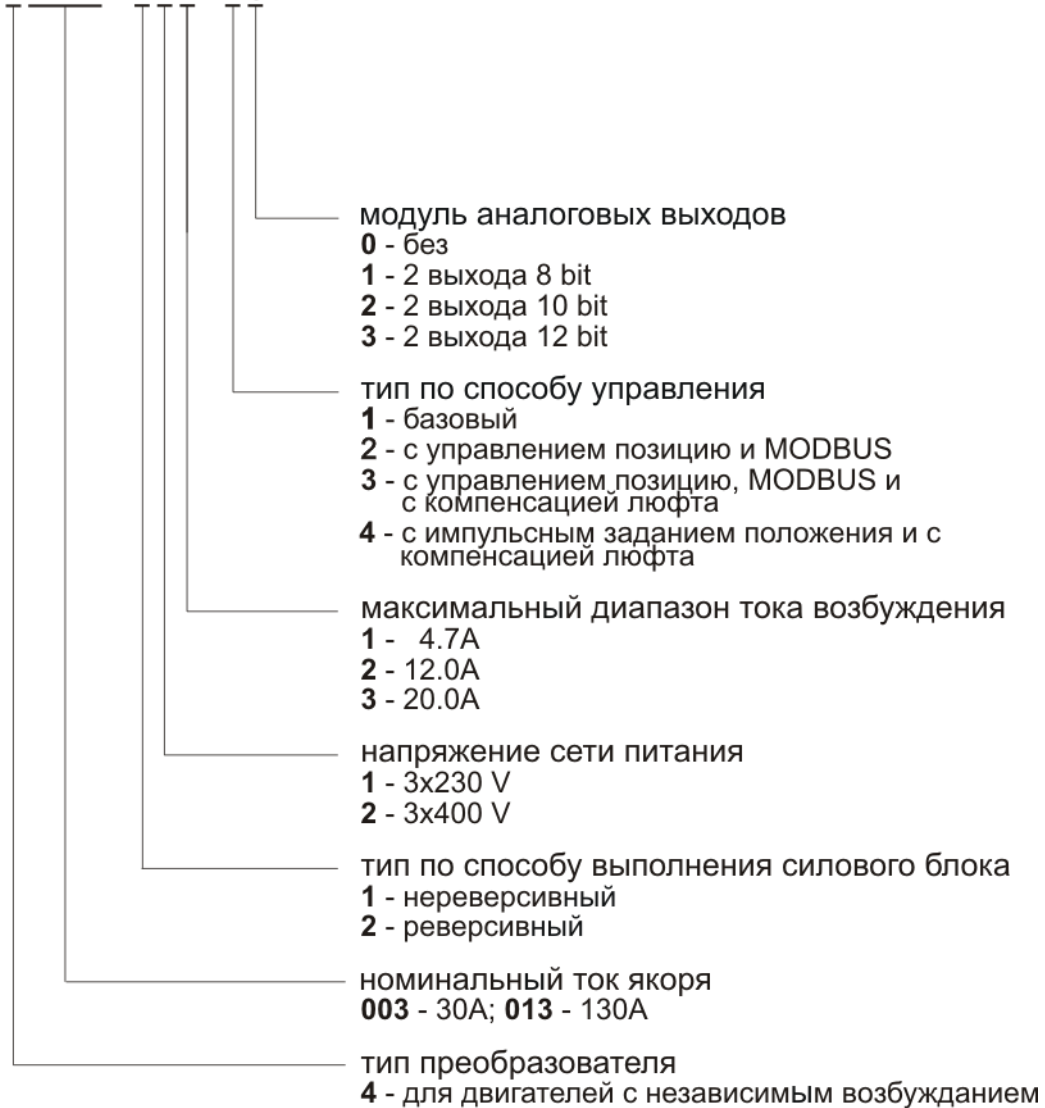 модуль аналоговых выходов
0 - без
1 - 2 выхода 8 bit
2 - 2 выхода 10 bit
3 - 2 выхода 12 bit
тип по способу управления
1 - базовый
2 - с управлением позицию и MODBUS
3 - с управлением позицию, MODBUS и
с компенсацией люфта
4 - с импульсным заданием положения и с
компенсацией люфта
максимальный диапазон тока возбуждения
1 - 4.7A
2 - 12.0A
3 - 20.0A
напряжение сети питания
1 - 3x230 V
2 - 3x400 V
тип по способу выполнения силового блока
1 - нереверсивный
2 - реверсивный
номинальный ток якоря
003 - 30A; 013 - 130A
тип преобразователя
4 - для двигателей с независимым возбужданием